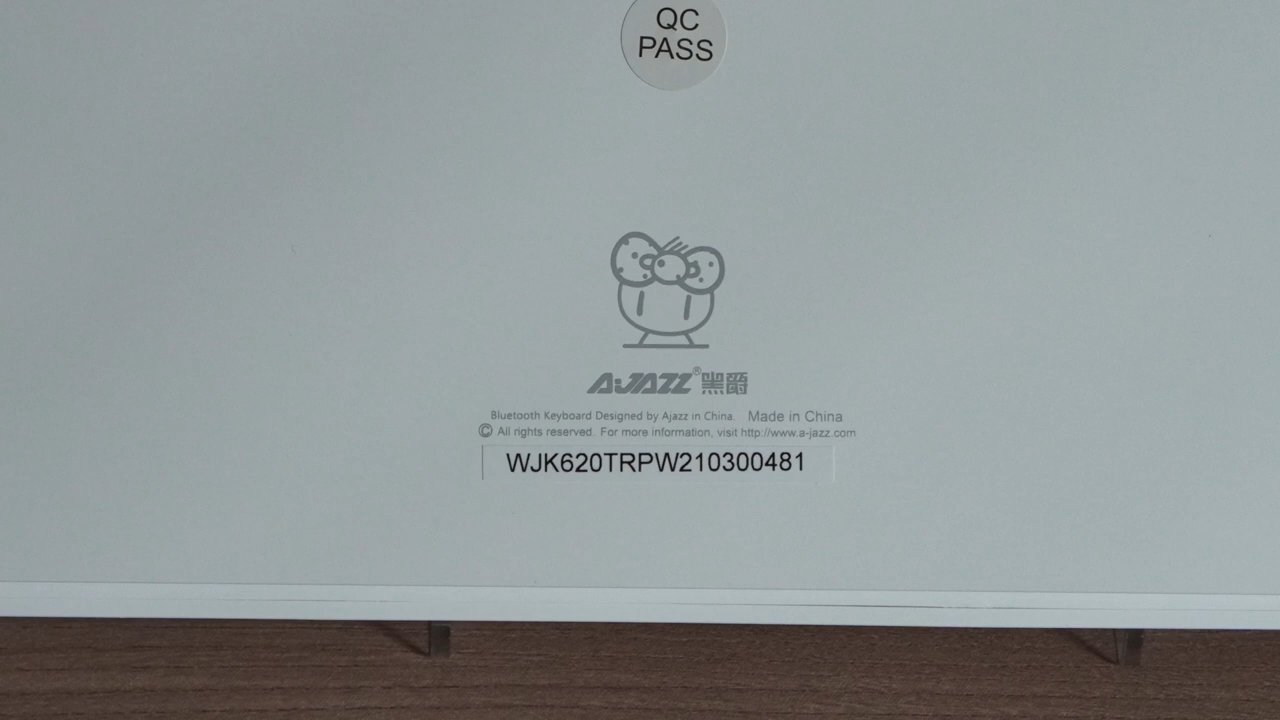 QC
PASS
A·JAZZ®黑爵
Bluetooth Keyboard Designed by Ajazz in China. Made in China
© All rights reserved. For more information, visit http://www.a-jazz.com
WJK620TRPW210300481